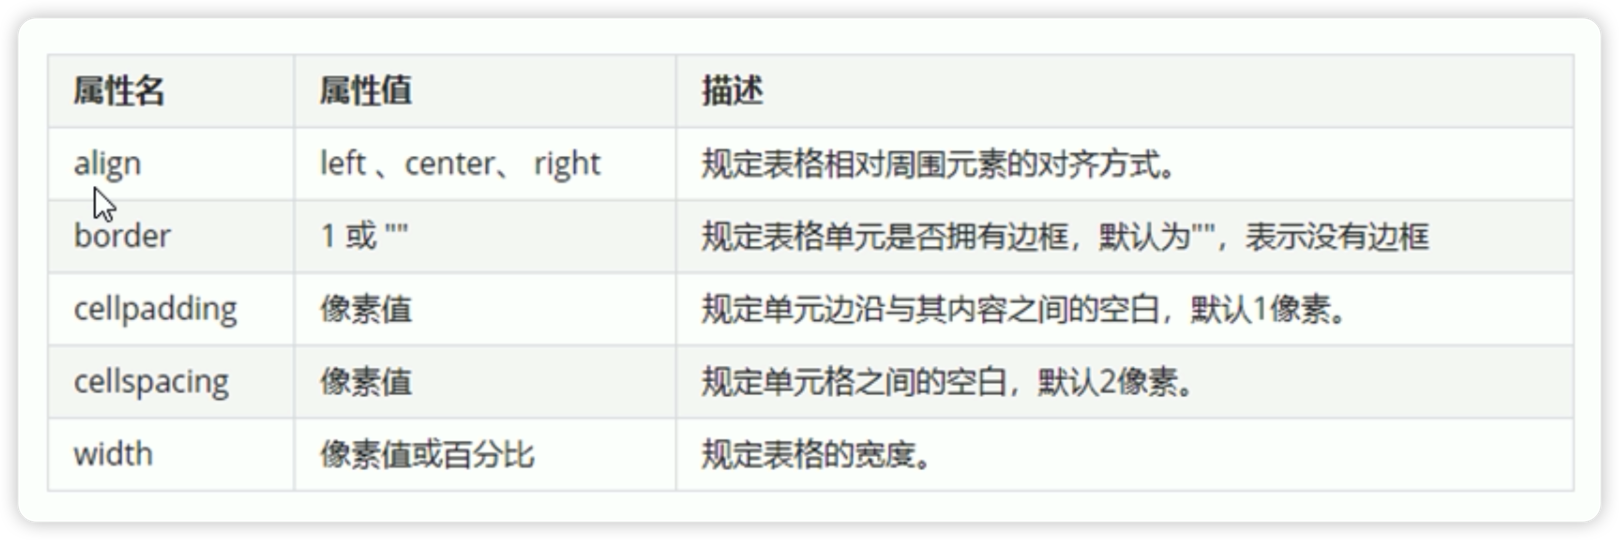 属性名 属性值 描述
align left 、center、 right 规定表格相对周围元素的对齐方式。
border 1 或 "" 规定表格单元是否拥有边框，默认为""，表示没有边框
cellpadding 像素值 规定单元边沿与其内容之间的空白，默认1像素。
cellspacing 像素值 规定单元格之间的空白，默认2像素。
width 像素值或百分比 规定表格的宽度。